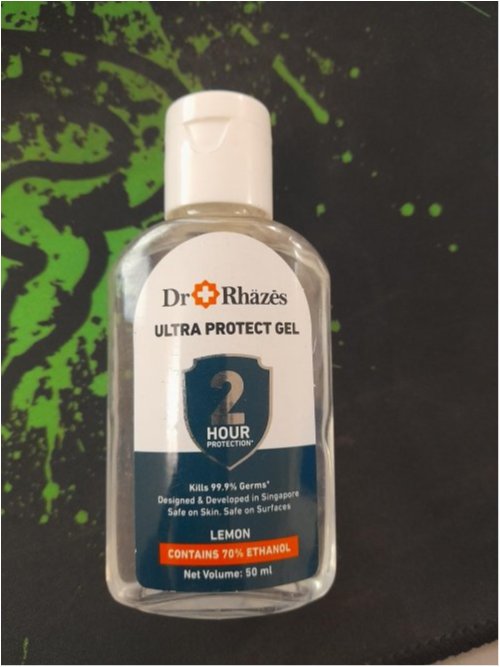 Dr Rhäzēs
ULTRA PROTECT GEL
2
HOUR
PROTECTION*
Kills 99.9% Germs*
Designed & Developed in Singapore
Safe on Skin. Safe on Surfaces
LEMON
CONTAINS 70% ETHANOL
Net Volume: 50 ml